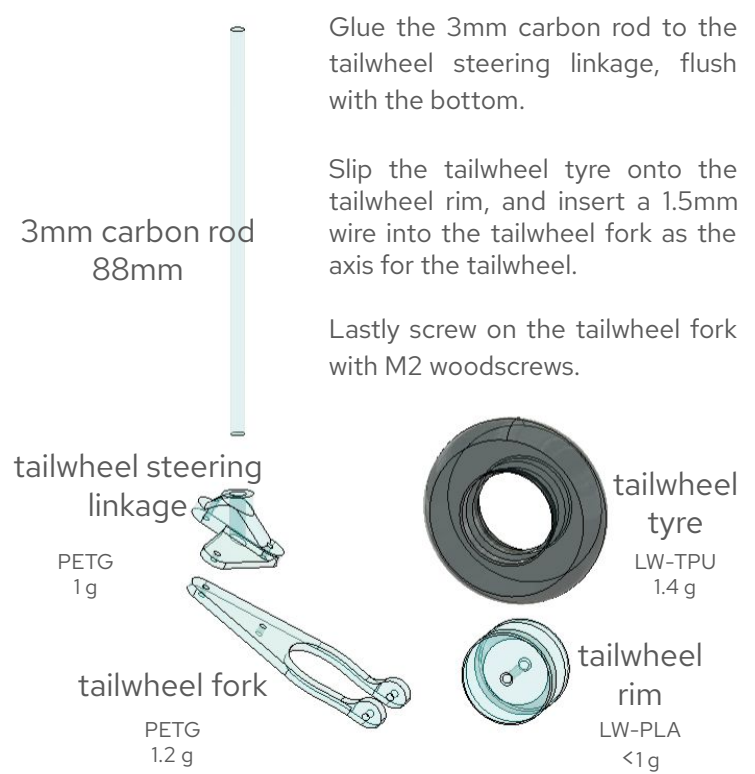 Glue the 3mm carbon rod to the
tailwheel steering linkage, flush
with the bottom.
Slip the tailwheel tyre onto the
tailwheel rim, and insert a 1.5mm
wire into the tailwheel fork as the
axis for the tailwheel.
Lastly screw on the tailwheel fork
with M2 woodscrews.
3mm carbon rod
88mm
tailwheel steering
linkage
PETG
1 g
tailwheel
tyre
LW-TPU
1.4 g
tailwheel fork
PETG
1.2 g
tailwheel
rim
LW-PLA
<1 g